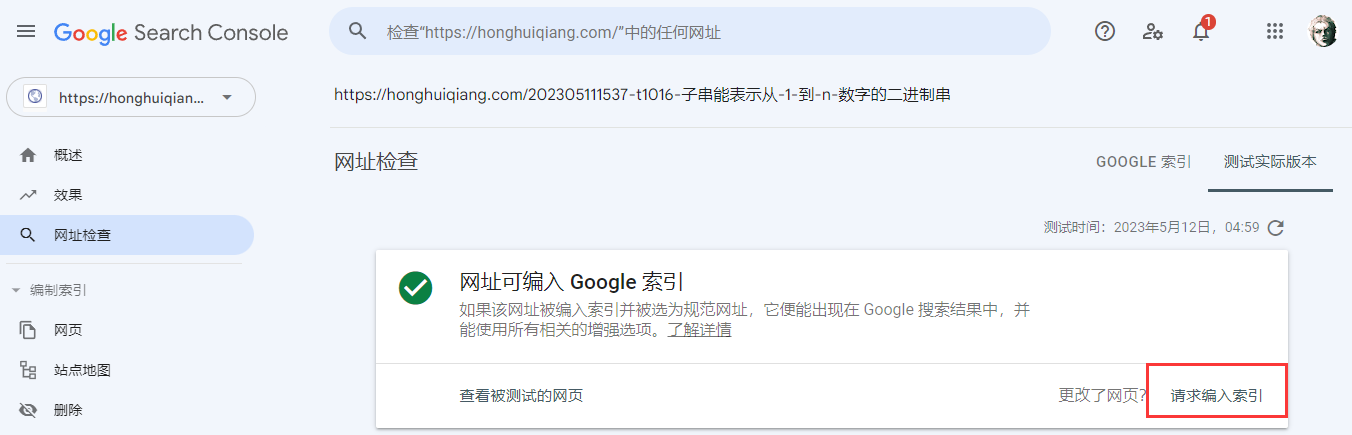 Google Search Console
检查“https://honghuiqiang.com/”中的任何网址
1
https://honghuiqian...
https://honghuiqiang.com/202305111537-t1016-子串能表示从-1-到-n-数字的二进制串
概述
效果
网址检查
编制索引
网页
站点地图
删除
网址检查
GOOGLE 索引
测试实际版本
测试时间：2023年5月12日，04:59
网址可编入 Google 索引
如果该网址被编入索引并被选为规范网址，它便能出现在 Google 搜索结果中，并
能使用所有相关的增强选项。了解详情
查看被测试的网页
更改了网页?
请求编入索引